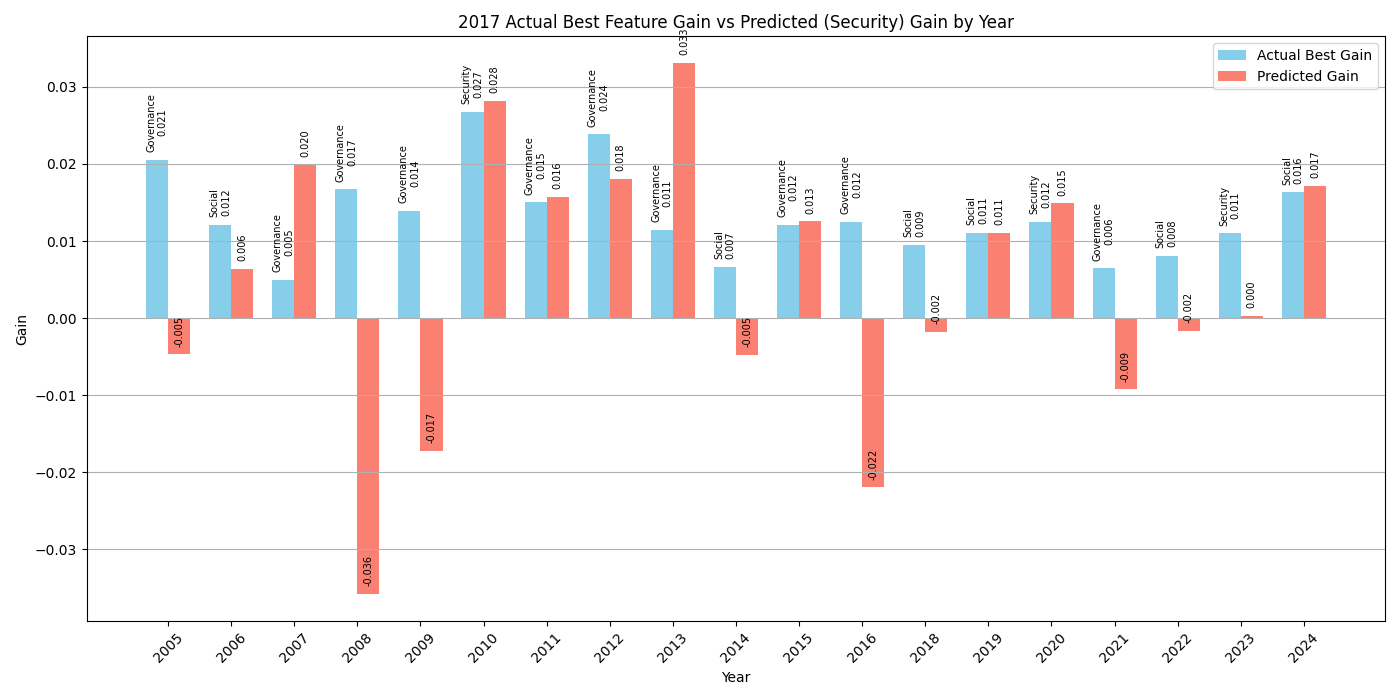 2017 Actual Best Feature Gain vs Predicted (Security) Gain by Year
Actual Best Gain
Predicted Gain
Gain
0.03
0.02
0.01
0.00
−0.01
−0.02
−0.03
Governance
0.021
-0.005
Social
0.012
0.006
Governance
0.005
0.020
Governance
0.017
-0.036
Governance
0.014
-0.017
Security
0.027
0.028
Governance
0.015
0.016
Governance
0.024
0.018
Governance
0.011
0.033
Social
0.007
-0.005
Governance
0.012
0.013
Governance
0.012
-0.022
Social
0.009
-0.002
Social
0.011
0.011
Security
0.012
0.015
Governance
0.006
-0.009
Social
0.008
-0.002
Security
0.011
0.000
Social
0.016
0.017
2005
2006
2007
2008
2009
2010
2011
2012
2013
2014
2015
2016
2018
2019
2020
2021
2022
2023
2024
Year